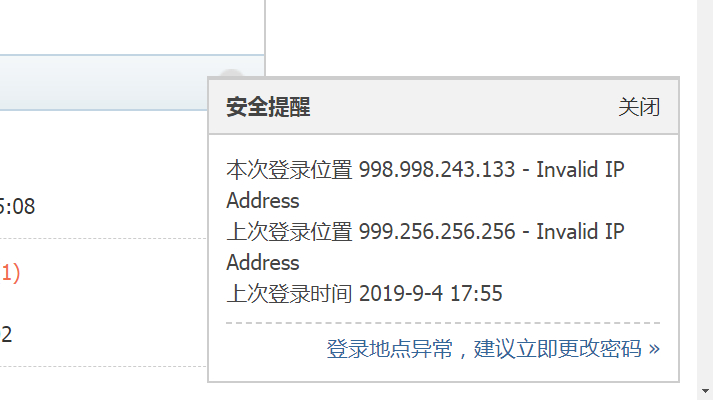 安全提醒 关闭
本次登录位置 998.998.243.133 - Invalid IP
Address
5:08
上次登录位置 999.256.256.256 - Invalid IP
Address
1)
上次登录时间 2019-9-4 17:55
02
登录地点异常，建议立即更改密码 »